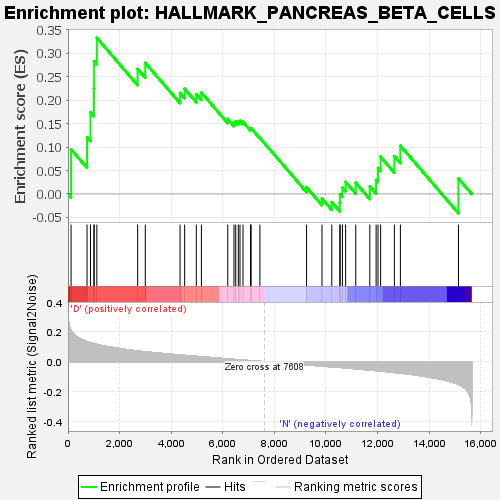 Enrichment plot: HALLMARK_PANCREAS_BETA_CELLS
Enrichment score (ES)
0.35
0.30
0.25
0.20
0.15
0.10
0.05
0.00
-0.05
Ranked list metric (Signal2Noise)
0.4
0.2
0.0
-0.2
-0.4
'D' (positively correlated)
Zero cross at 7608
'N' (negatively correlated)
0
2,000
4,000
6,000
8,000
10,000
12,000
14,000
16,000
Rank in Ordered Dataset
Enrichment profile
Hits
Ranking metric scores